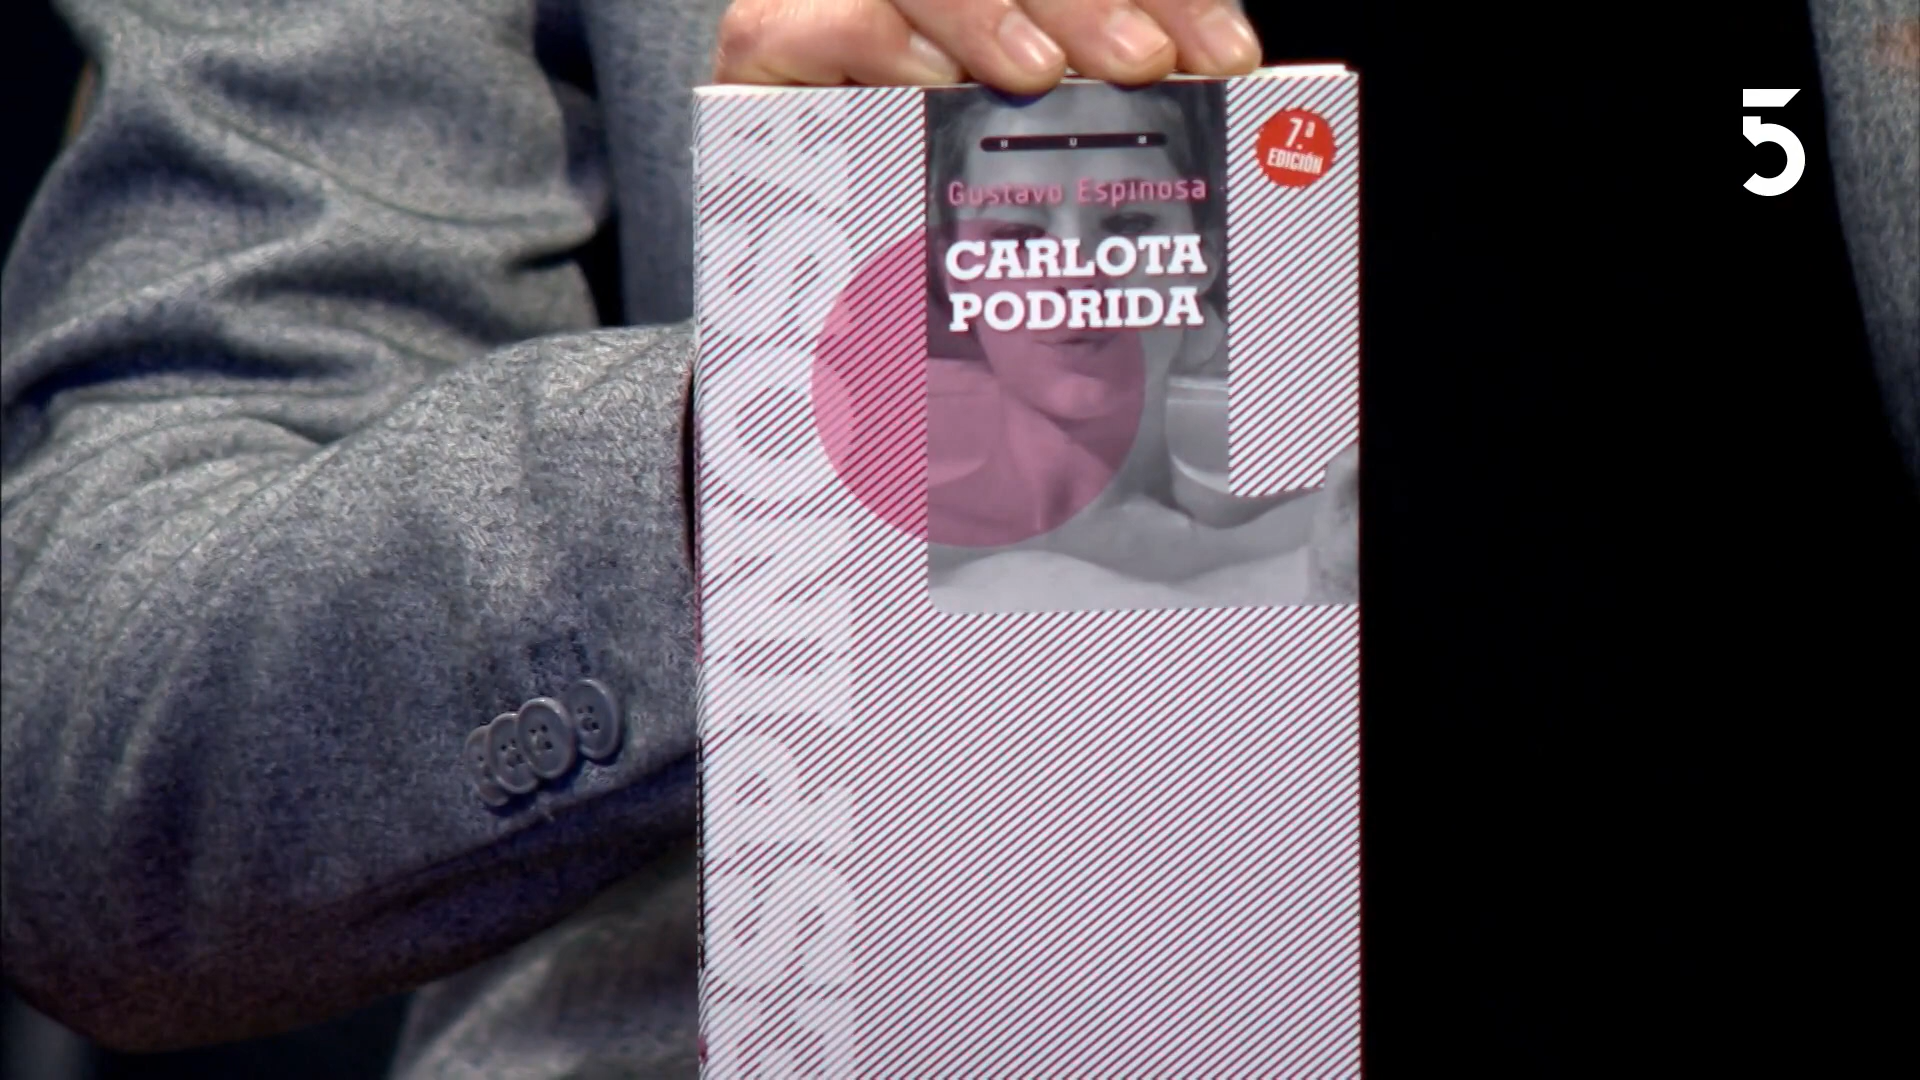 Gustavo Espinosa
CARLOTA
PODRIDA
7.ª
EDICIÓN
5